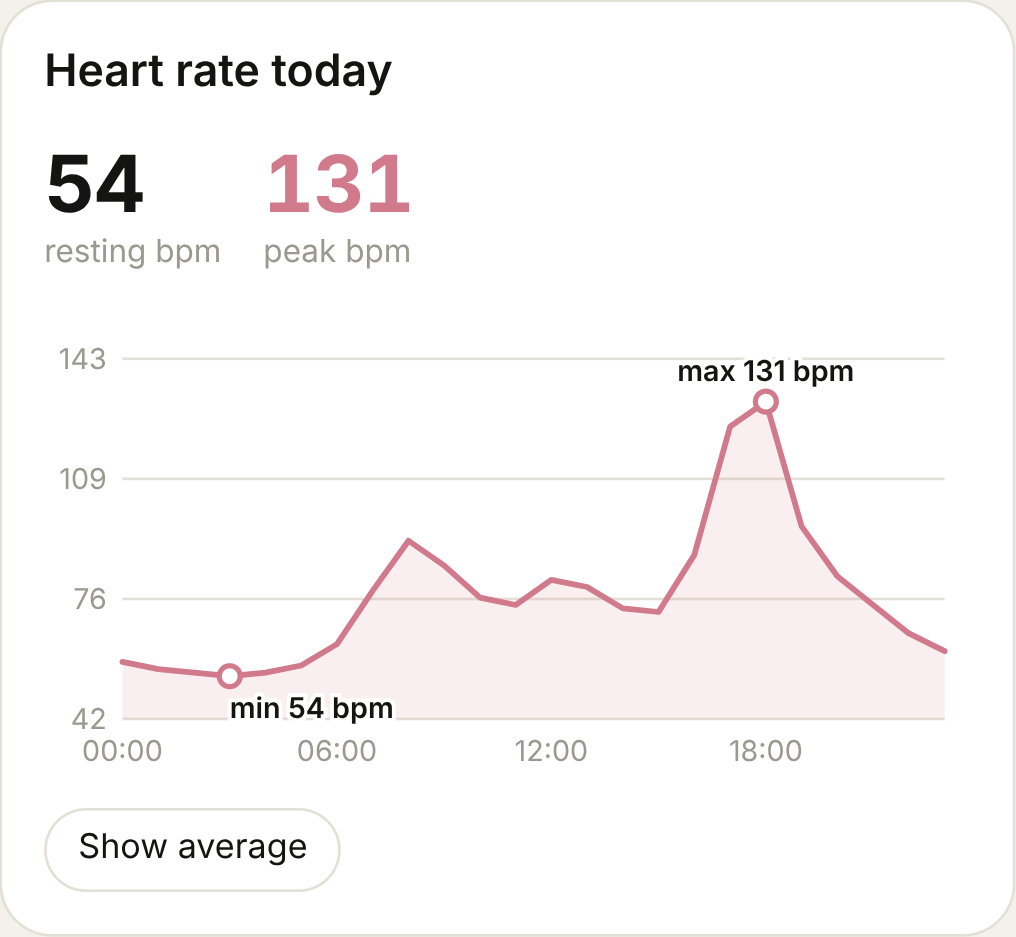 Heart rate today
54 131
resting bpm peak bpm
143
max 131 bpm
109
76
min 54 bpm
42
00:00 06:00 12:00 18:00
Show average